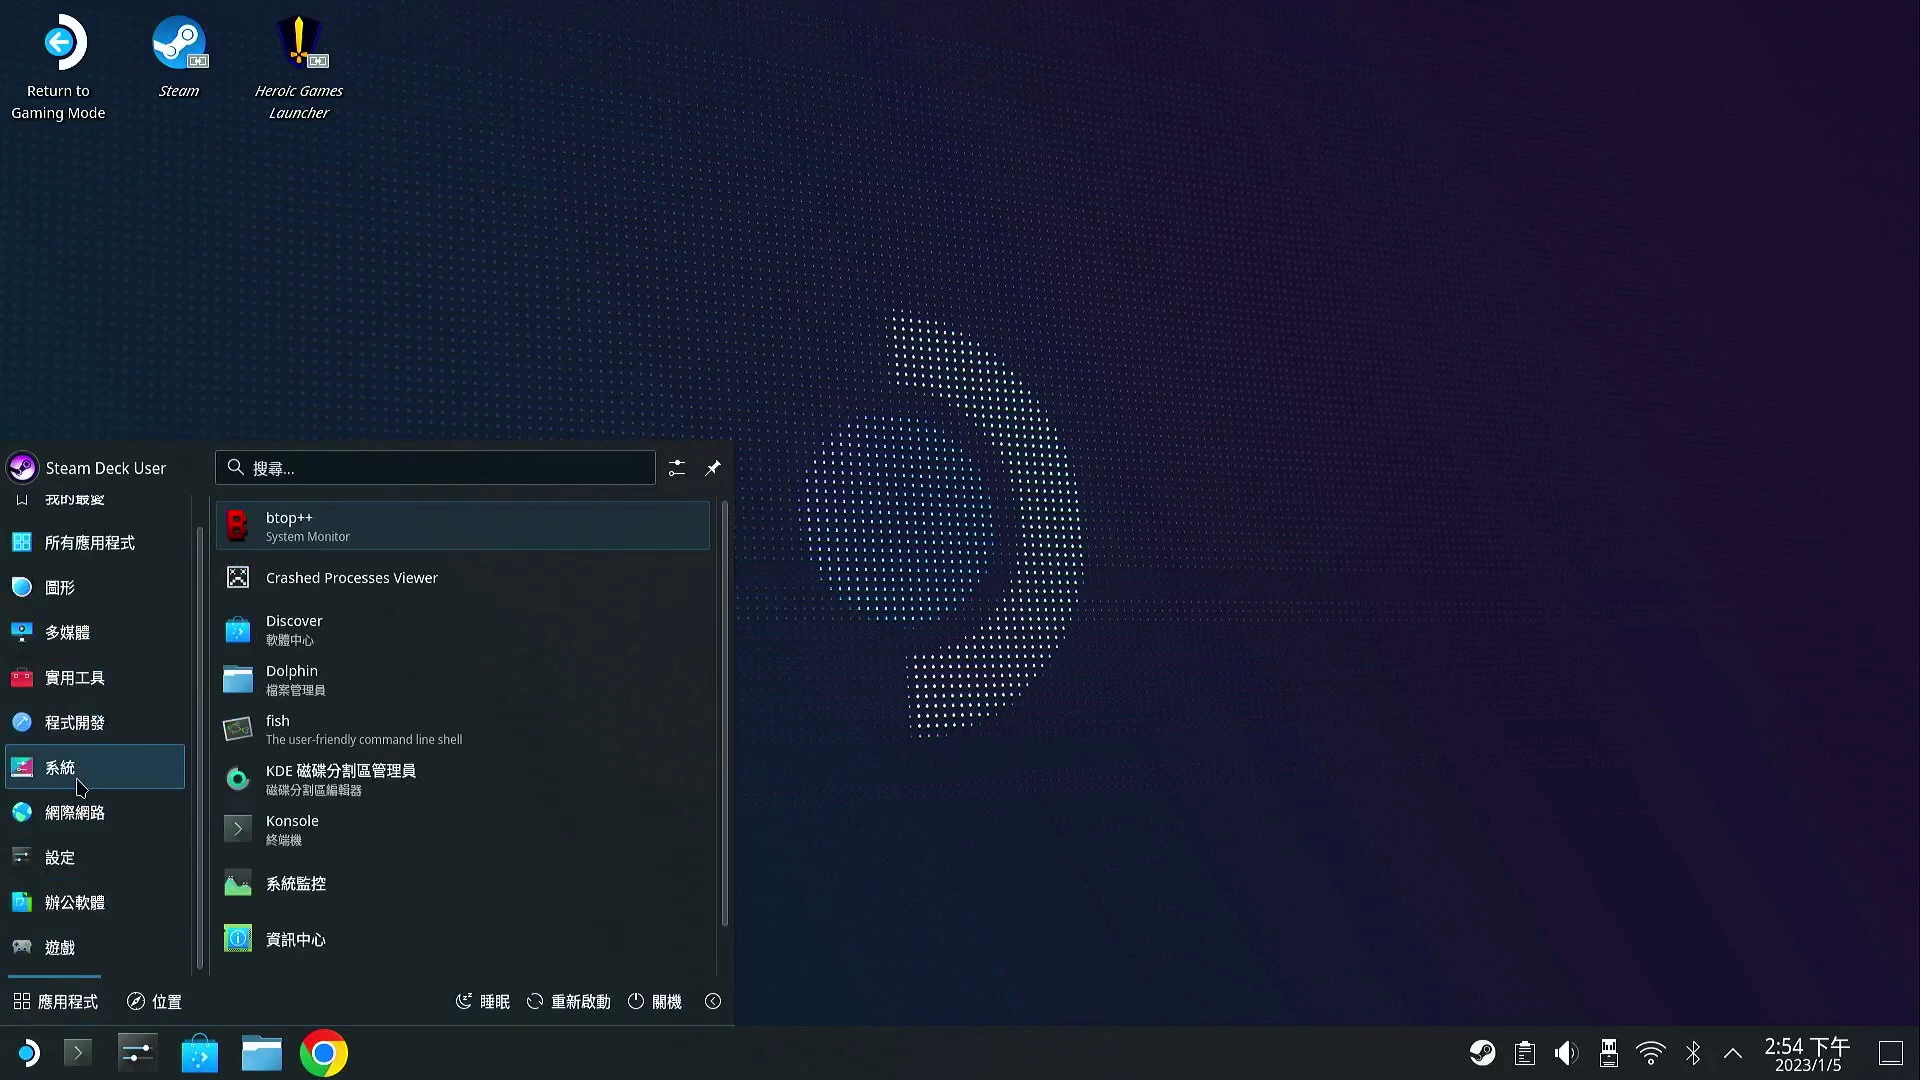 Return to
Gaming Mode
Steam
Heroic Games
Launcher
Steam Deck User
搜尋...
我的最愛
所有應用程式
圖形
多媒體
實用工具
程式開發
系統
網際網路
設定
辦公軟體
遊戲
btop++
System Monitor
Crashed Processes Viewer
Discover
軟體中心
Dolphin
檔案管理員
fish
The user-friendly command line shell
KDE 磁碟分割區管理員
磁碟分割區編輯器
Konsole
終端機
系統監控
資訊中心
應用程式
位置
睡眠
重新啟動
關機
2:54 下午
2023/1/5